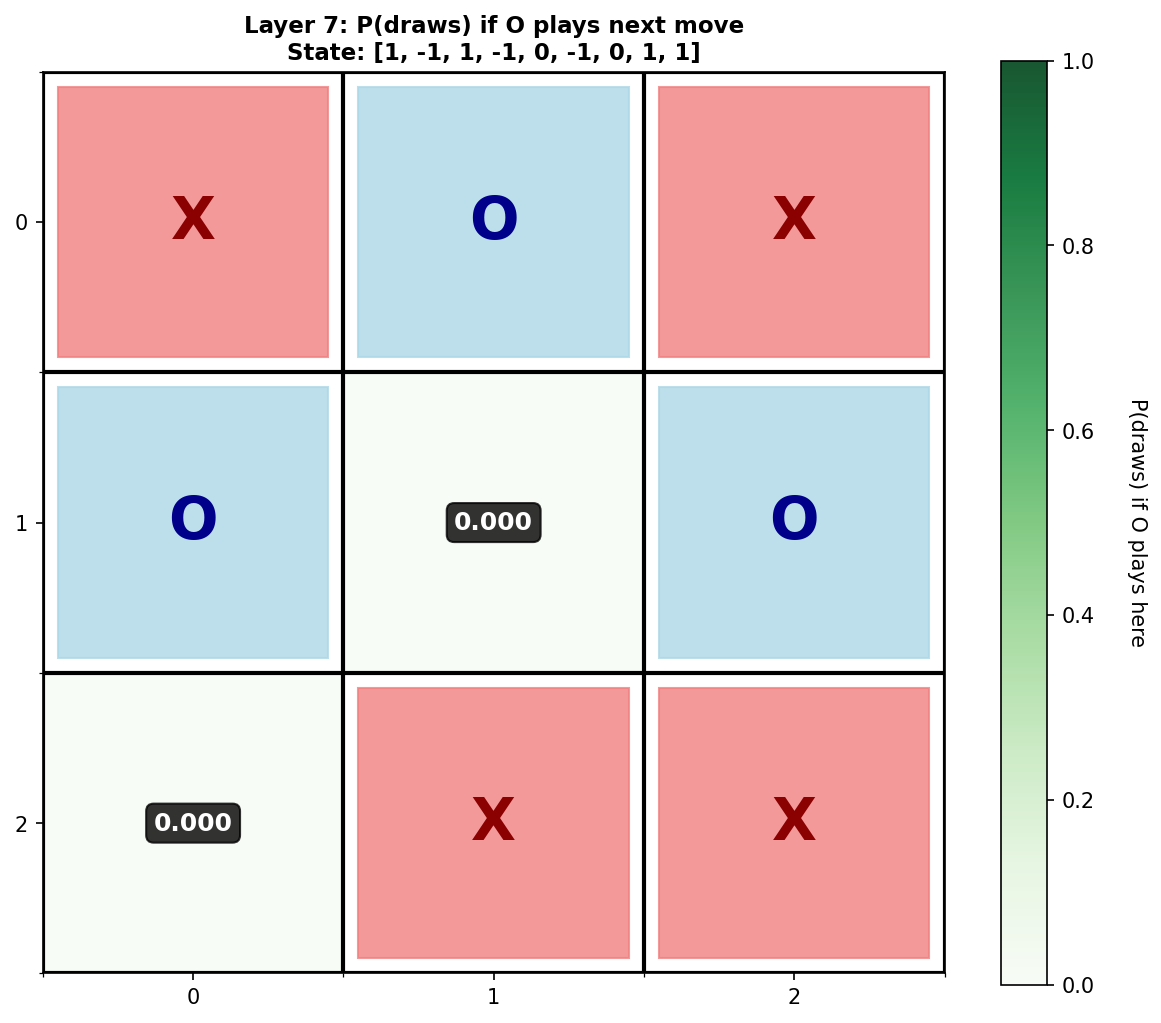 Layer 7: P(draws) if O plays next move
State: [1, -1, 1, -1, 0, -1, 0, 1, 1]
X
O
X
O
0.000
O
0.000
X
X
0
1
2
0
1
2
1.0
0.8
0.6
0.4
0.2
0.0
P(draws) if O plays here